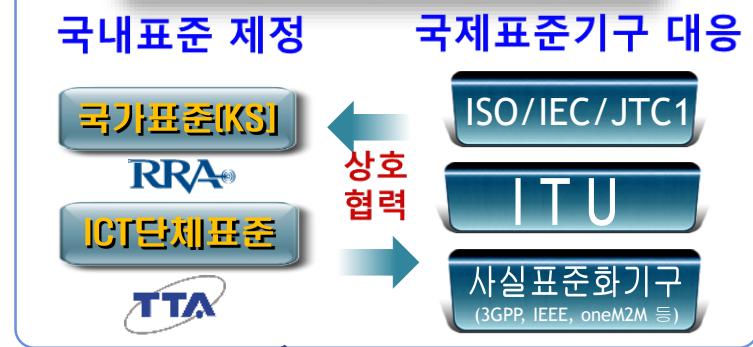 국내표준 제정
국가표준(KS)
RRA
ICT단체표준
TTA
상호
협력
국제표준기구 대응
ISO/IEC/JTC1
ITU
사실표준화기구
(3GPP, IEEE, oneM2M 등)